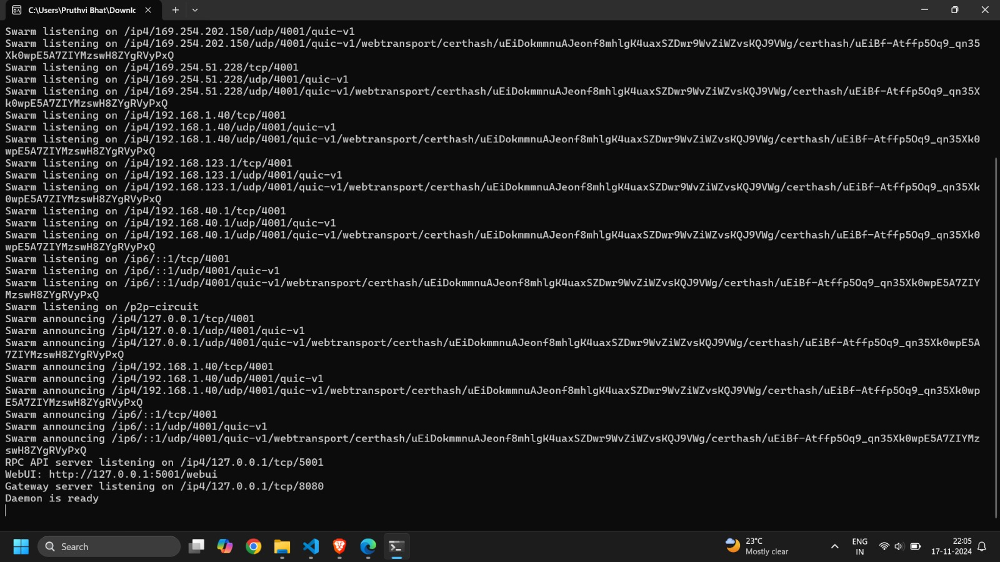 C:\Users\Pruthvi Bhat\Downlc
Swarm listening on /ip4/169.254.202.150/udp/4001/quic-v1
Swarm listening on /ip4/169.254.202.150/udp/4001/quic-v1/webtransport/certhash/uEiDokmmnuAJeonf8mhlgK4uaxSZDwr9WvZiWZvsKQJ9VWg/certhash/uEiBf-Atffp5Oq9_qn35
Xk0wpE5A7ZIYMzswH8ZYgRVyPxQ
Swarm listening on /ip4/169.254.51.228/tcp/4001
Swarm listening on /ip4/169.254.51.228/udp/4001/quic-v1
Swarm listening on /ip4/169.254.51.228/udp/4001/quic-v1/webtransport/certhash/uEiDokmmnuAJeonf8mhlgK4uaxSZDwr9WvZiWZvsKQJ9VWg/certhash/uEiBf-Atffp5Oq9_qn35X
k0wpE5A7ZIYMzswH8ZYgRVyPxQ
Swarm listening on /ip4/192.168.1.40/tcp/4001
Swarm listening on /ip4/192.168.1.40/udp/4001/quic-v1
Swarm listening on /ip4/192.168.1.40/udp/4001/quic-v1/webtransport/certhash/uEiDokmmnuAJeonf8mhlgK4uaxSZDwr9WvZiWZvsKQJ9VWg/certhash/uEiBf-Atffp5Oq9_qn35Xk0
wpE5A7ZIYMzswH8ZYgRVyPxQ
Swarm listening on /ip4/192.168.123.1/tcp/4001
Swarm listening on /ip4/192.168.123.1/udp/4001/quic-v1
Swarm listening on /ip4/192.168.123.1/udp/4001/quic-v1/webtransport/certhash/uEiDokmmnuAJeonf8mhlgK4uaxSZDwr9WvZiWZvsKQJ9VWg/certhash/uEiBf-Atffp5Oq9_qn35Xk
0wpE5A7ZIYMzswH8ZYgRVyPxQ
Swarm listening on /ip4/192.168.40.1/tcp/4001
Swarm listening on /ip4/192.168.40.1/udp/4001/quic-v1
Swarm listening on /ip4/192.168.40.1/udp/4001/quic-v1/webtransport/certhash/uEiDokmmnuAJeonf8mhlgK4uaxSZDwr9WvZiWZvsKQJ9VWg/certhash/uEiBf-Atffp5Oq9_qn35Xk0
wpE5A7ZIYMzswH8ZYgRVyPxQ
Swarm listening on /ip6/::1/tcp/4001
Swarm listening on /ip6/::1/udp/4001/quic-v1
Swarm listening on /ip6/::1/udp/4001/quic-v1/webtransport/certhash/uEiDokmmnuAJeonf8mhlgK4uaxSZDwr9WvZiWZvsKQJ9VWg/certhash/uEiBf-Atffp5Oq9_qn35Xk0wpE5A7ZIY
MzswH8ZYgRVyPxQ
Swarm listening on /p2p-circuit
Swarm announcing /ip4/127.0.0.1/tcp/4001
Swarm announcing /ip4/127.0.0.1/udp/4001/quic-v1
Swarm announcing /ip4/127.0.0.1/udp/4001/quic-v1/webtransport/certhash/uEiDokmmnuAJeonf8mhlgK4uaxSZDwr9WvZiWZvsKQJ9VWg/certhash/uEiBf-Atffp5Oq9_qn35Xk0wpE5A
7ZIYMzswH8ZYgRVyPxQ
Swarm announcing /ip4/192.168.1.40/tcp/4001
Swarm announcing /ip4/192.168.1.40/udp/4001/quic-v1
Swarm announcing /ip4/192.168.1.40/udp/4001/quic-v1/webtransport/certhash/uEiDokmmnuAJeonf8mhlgK4uaxSZDwr9WvZiWZvsKQJ9VWg/certhash/uEiBf-Atffp5Oq9_qn35Xk0wp
E5A7ZIYMzswH8ZYgRVyPxQ
Swarm announcing /ip6/::1/tcp/4001
Swarm announcing /ip6/::1/udp/4001/quic-v1
Swarm announcing /ip6/::1/udp/4001/quic-v1/webtransport/certhash/uEiDokmmnuAJeonf8mhlgK4uaxSZDwr9WvZiWZvsKQJ9VWg/certhash/uEiBf-Atffp5Oq9_qn35Xk0wpE5A7ZIYMz
swH8ZYgRVyPxQ
RPC API server listening on /ip4/127.0.0.1/tcp/5001
WebUI: http://127.0.0.1:5001/webui
Gateway server listening on /ip4/127.0.0.1/tcp/8080
Daemon is ready
Search
23°C
Mostly clear
ENG
IN
22:05
17-11-2024